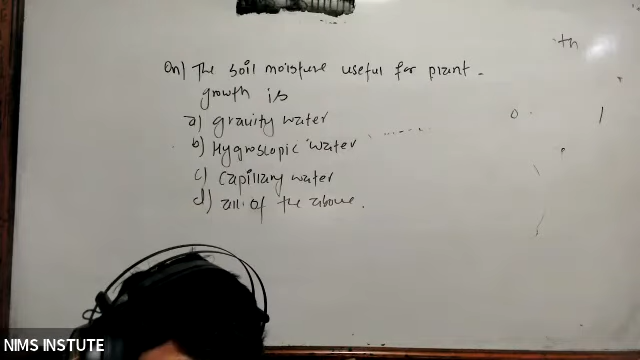 Qn) The soil moisture useful for plant
growth is
a) gravity water
b) Hygroscopic water
c) capillary water
d) all of the above.
th
NIMS INSTUTE